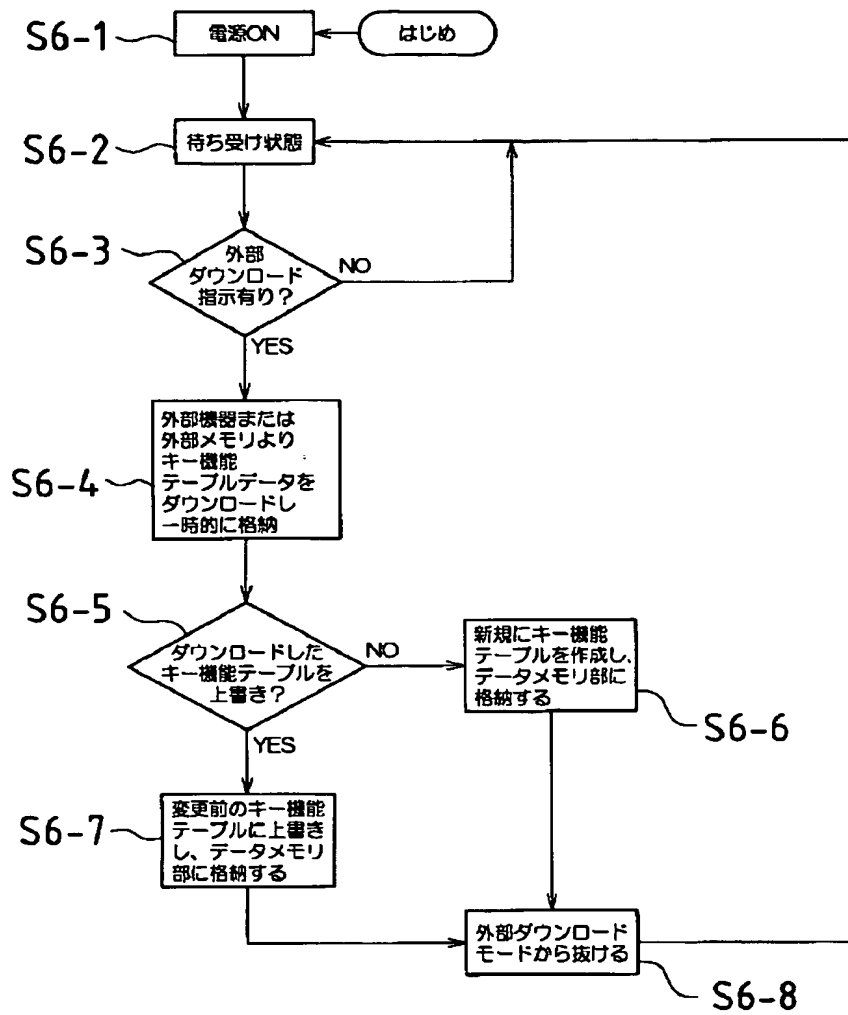 S6-1
電源ON
はじめ
S6-2
待ち受け状態
S6-3
外部
ダウンロード
指示有り?
NO
YES
S6-4
外部機器または
外部メモリより
キー機能
テーブルデータを
ダウンロードし
一時的に格納
S6-5
ダウンロードした
キー機能テーブルを
上書き?
NO
YES
新規にキー機能
テーブルを作成し、
データメモリ部に
格納する
S6-6
S6-7
変更前のキー機能
テーブルに上書き
し、データメモリ
部に格納する
外部ダウンロード
モードから抜ける
S6-8